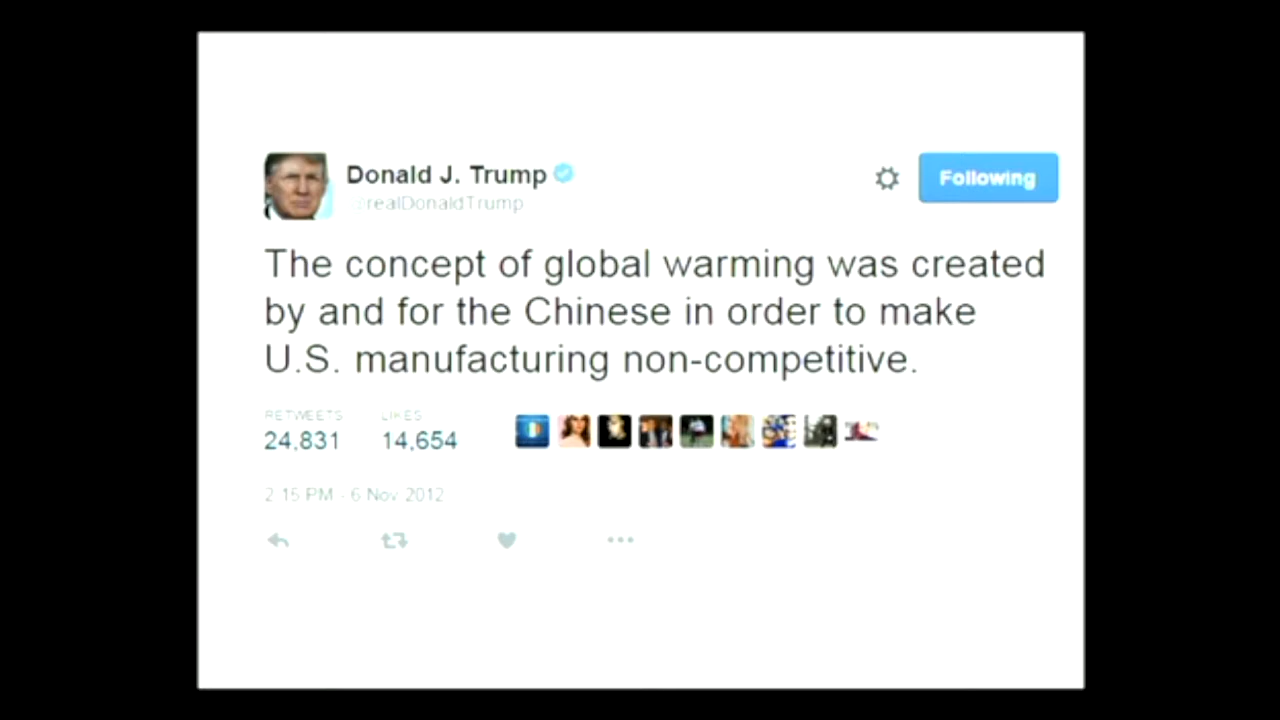 Donald J. Trump
@realDonaldTrump
Following
The concept of global warming was created
by and for the Chinese in order to make
U.S. manufacturing non-competitive.
RETWEETS LIKES
24,831 14,654
2:15 PM - 6 Nov 2012